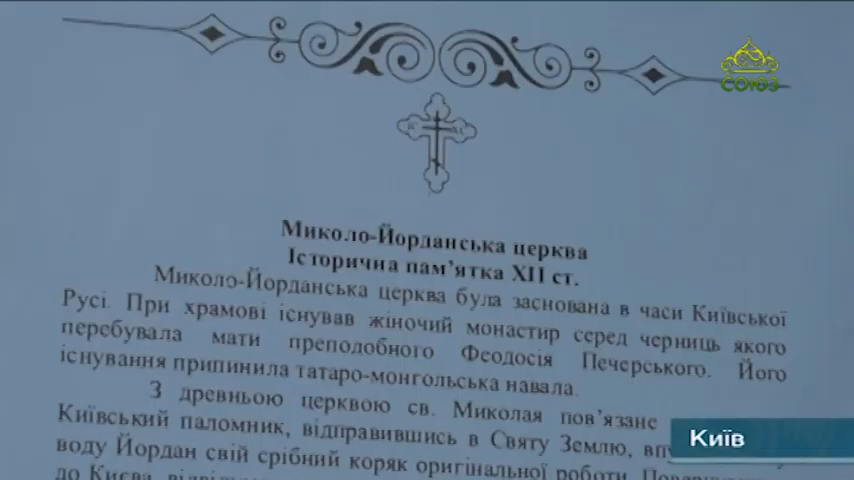 СОЮЗ
Миколо-Йорданська церква
Історична пам'ятка XII ст.
Миколо-Йорданська церква була заснована в часи Київської
Русі. При храмові існував жіночий монастир серед черниць якого
перебувала мати преподобного Феодосія Печерського. Його
існування припинила татаро-монгольська навала.
З древньою церквою св. Миколая пов'язане
Київський паломник, відправившись в Святу Землю,
воду Йордан свій срібний коряк оригінальної роботи.
до Києва,
Київ